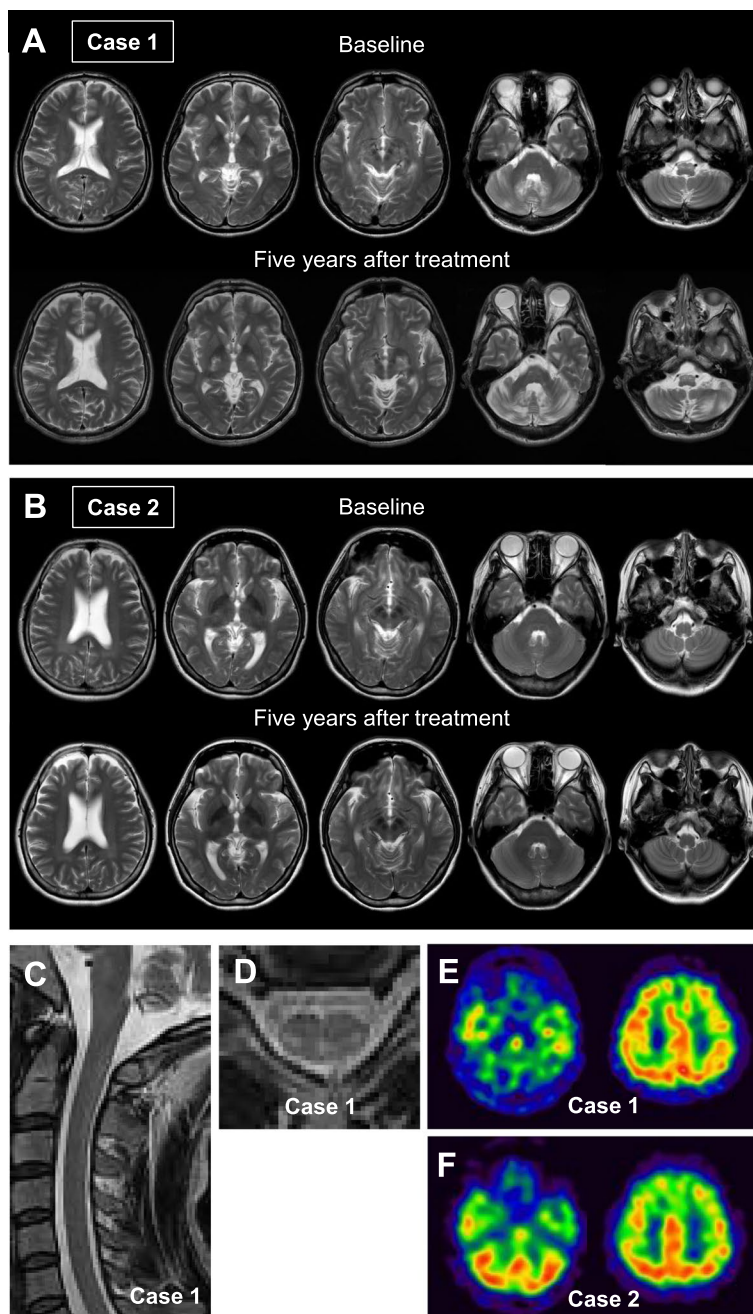 A
Case 1
Baseline
Five years after treatment
B
Case 2
Baseline
Five years after treatment
C
Case 1
D
Case 1
E
Case 1
F
Case 2